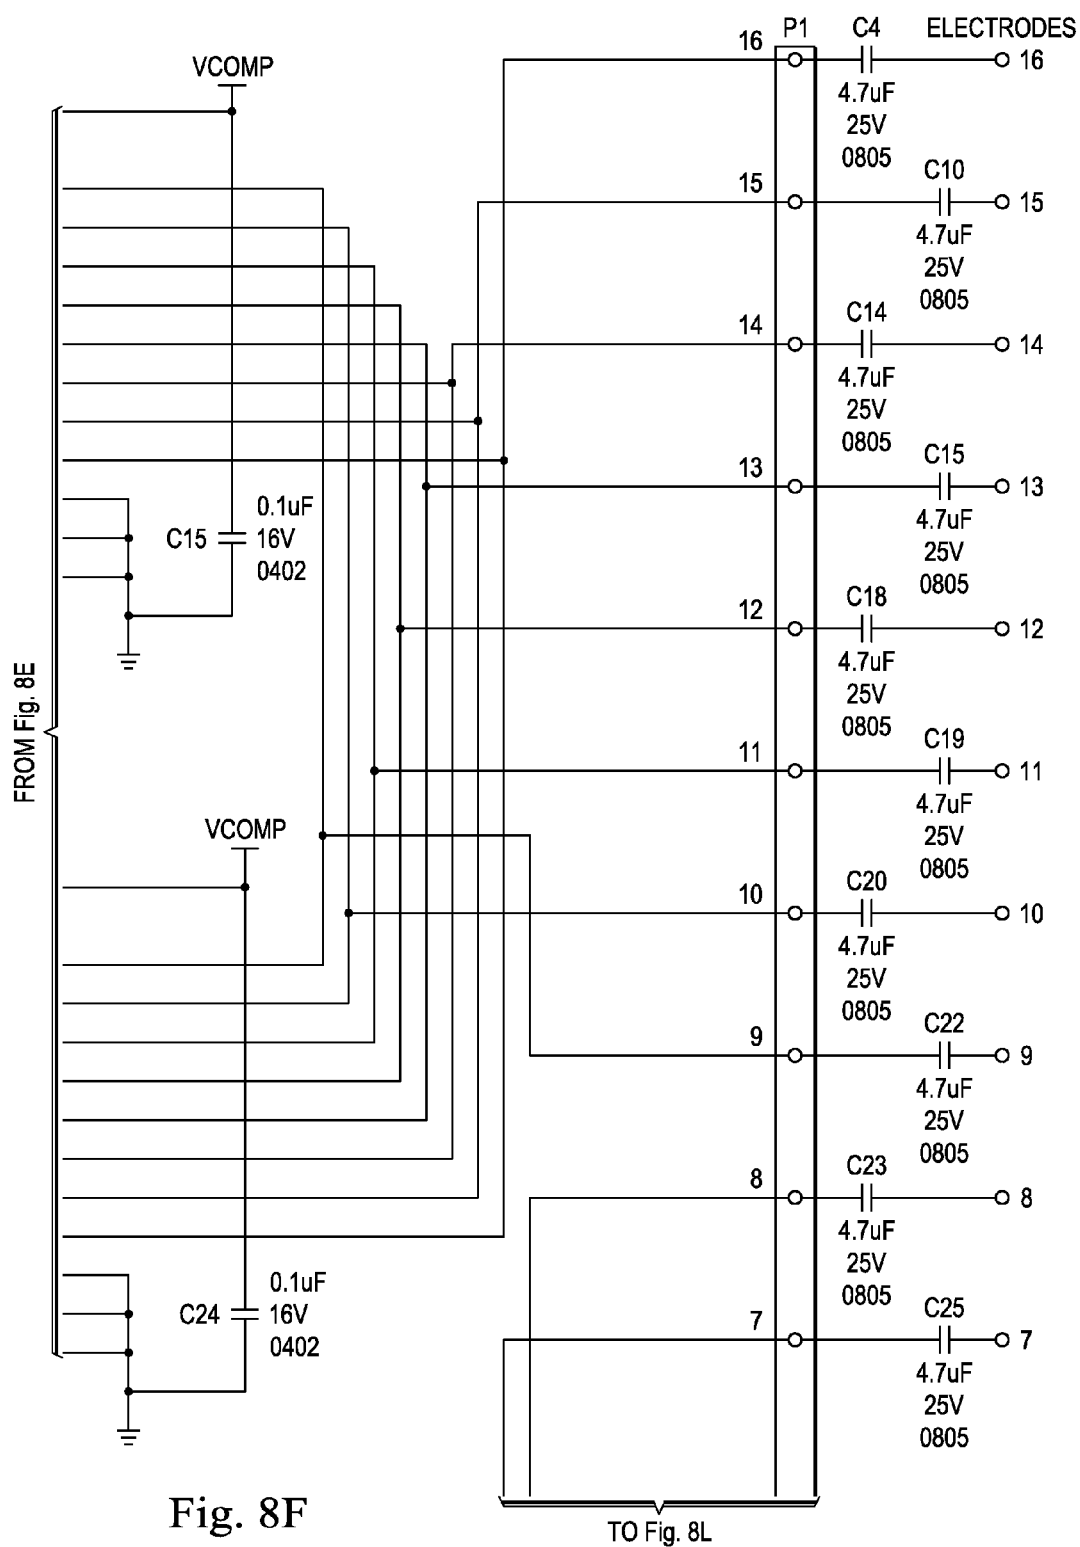 P1 C4 ELECTRODES
16 16
VCOMP
4.7uF
25V
0805
C10
15 15
4.7uF
25V
0805
C14
14 14
4.7uF
25V
0805
C15
13 13
4.7uF
25V
0805
0.1uF
C15 16V
0402
C18
12 12
4.7uF
25V
0805
FROM Fig. 8E
C19
11 11
4.7uF
25V
0805
VCOMP
C20
10 10
4.7uF
25V
0805
C22
9 9
4.7uF
25V
0805
C23
8 8
4.7uF
25V
0805
0.1uF
C24 16V
0402
C25
7 7
4.7uF
25V
0805
Fig. 8F
TO Fig. 8L